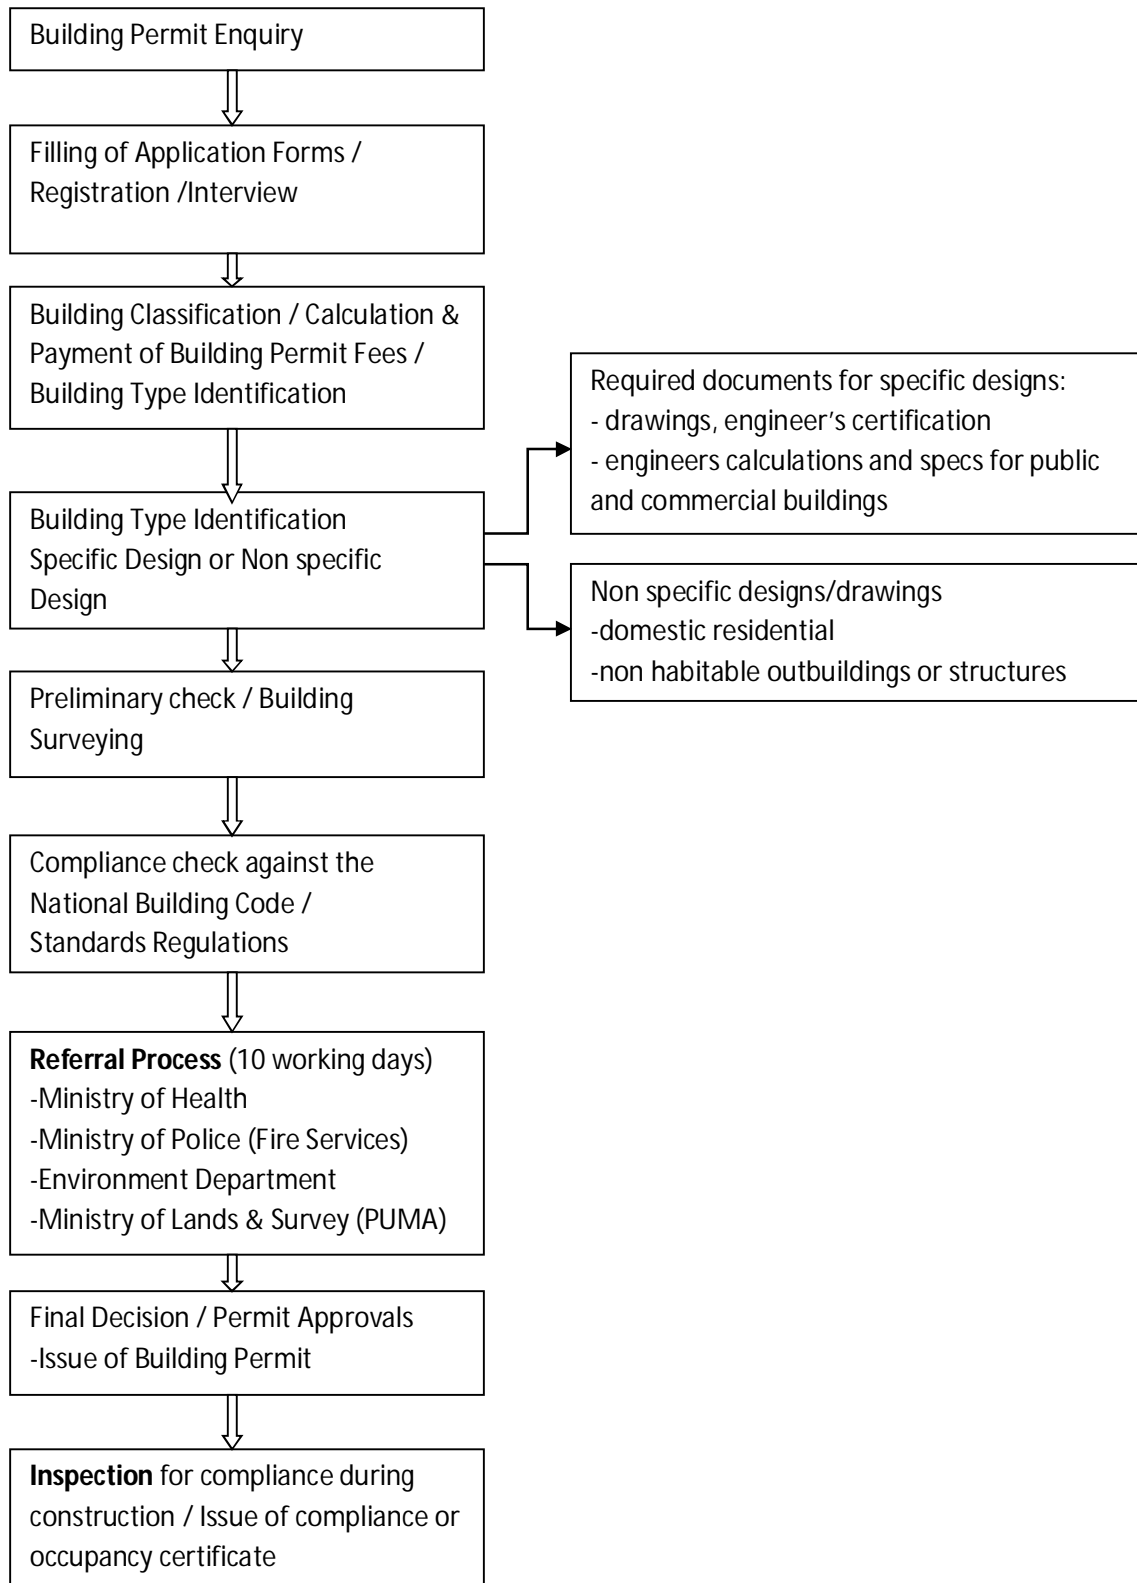 Building Permit Enquiry
Filling of Application Forms /
Registration /Interview
Building Classification / Calculation &
Payment of Building Permit Fees /
Building Type Identification
Required documents for specific designs:
- drawings, engineer’s certification
- engineers calculations and specs for public
and commercial buildings
Building Type Identification
Specific Design or Non specific
Design
Non specific designs/drawings
-domestic residential
-non habitable outbuildings or structures
Preliminary check / Building
Surveying
Compliance check against the
National Building Code /
Standards Regulations
Referral Process (10 working days)
-Ministry of Health
-Ministry of Police (Fire Services)
-Environment Department
-Ministry of Lands & Survey (PUMA)
Final Decision / Permit Approvals
-Issue of Building Permit
Inspection for compliance during
construction / Issue of compliance or
occupancy certificate